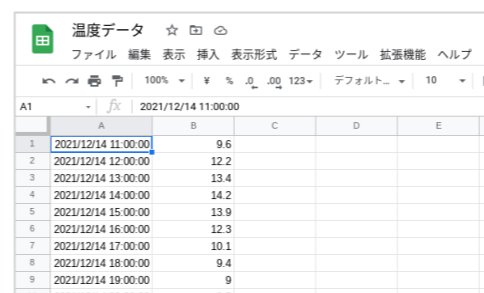 温度データ
ファイル 編集 表示 挿入 表示形式 データ ツール 拡張機能 ヘルプ
100% ¥ % .0 .00 123 デフォルト... 10
A1 fx 2021/12/14 11:00:00
A B C D E
1 2021/12/14 11:00:00 9.6
2 2021/12/14 12:00:00 12.2
3 2021/12/14 13:00:00 13.4
4 2021/12/14 14:00:00 14.2
5 2021/12/14 15:00:00 13.9
6 2021/12/14 16:00:00 12.3
7 2021/12/14 17:00:00 10.1
8 2021/12/14 18:00:00 9.4
9 2021/12/14 19:00:00 9